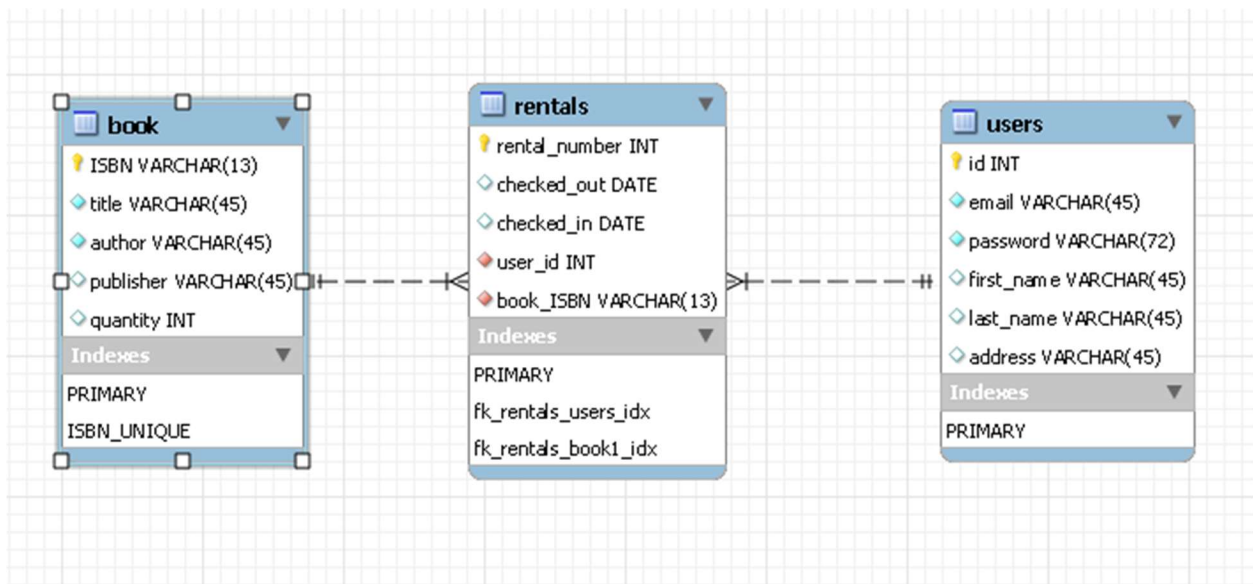 book
ISBN VARCHAR(13)
title VARCHAR(45)
author VARCHAR(45)
publisher VARCHAR(45)
quantity INT
Indexes
PRIMARY
ISBN_UNIQUE
rentals
rental_number INT
checked_out DATE
checked_in DATE
user_id INT
book_ISBN VARCHAR(13)
Indexes
PRIMARY
fk_rentals_users_idx
fk_rentals_book1_idx
users
id INT
email VARCHAR(45)
password VARCHAR(72)
first_name VARCHAR(45)
last_name VARCHAR(45)
address VARCHAR(45)
Indexes
PRIMARY